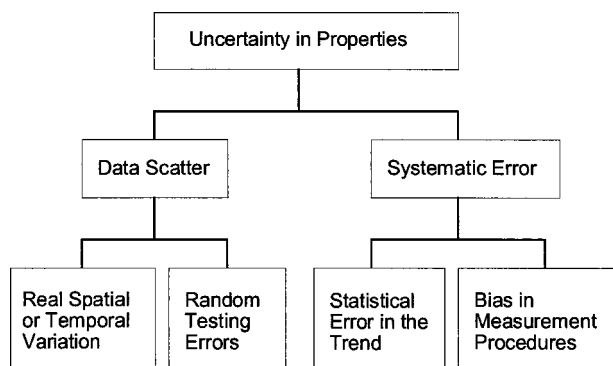 Uncertainty in Properties
Data Scatter
Systematic Error
Real Spatial
or Temporal
Variation
Random
Testing
Errors
Statistical
Error in the
Trend
Bias in
Measurement
Procedures